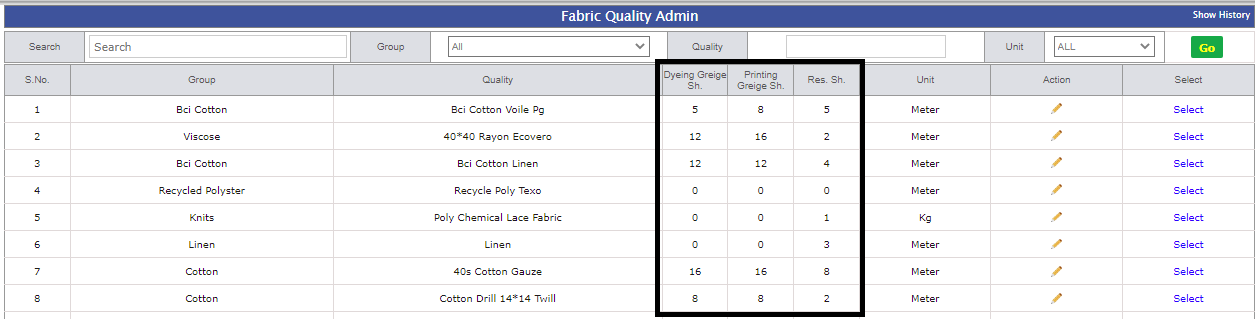 Fabric Quality Admin
Show History
Search Search Group All Quality Unit ALL Go
S.No. Group Quality Dyeing Greige Sh. Printing Greige Sh. Res. Sh. Unit Action Select
1 Bci Cotton Bci Cotton Voile Pg 5 8 5 Meter Select
2 Viscose 40*40 Rayon Ecovero 12 16 2 Meter Select
3 Bci Cotton Bci Cotton Linen 12 12 4 Meter Select
4 Recycled Polyster Recycle Poly Texo 0 0 0 Meter Select
5 Knits Poly Chemical Lace Fabric 0 0 1 Kg Select
6 Linen Linen 0 0 3 Meter Select
7 Cotton 40s Cotton Gauze 16 16 8 Meter Select
8 Cotton Cotton Drill 14*14 Twill 8 8 2 Meter Select